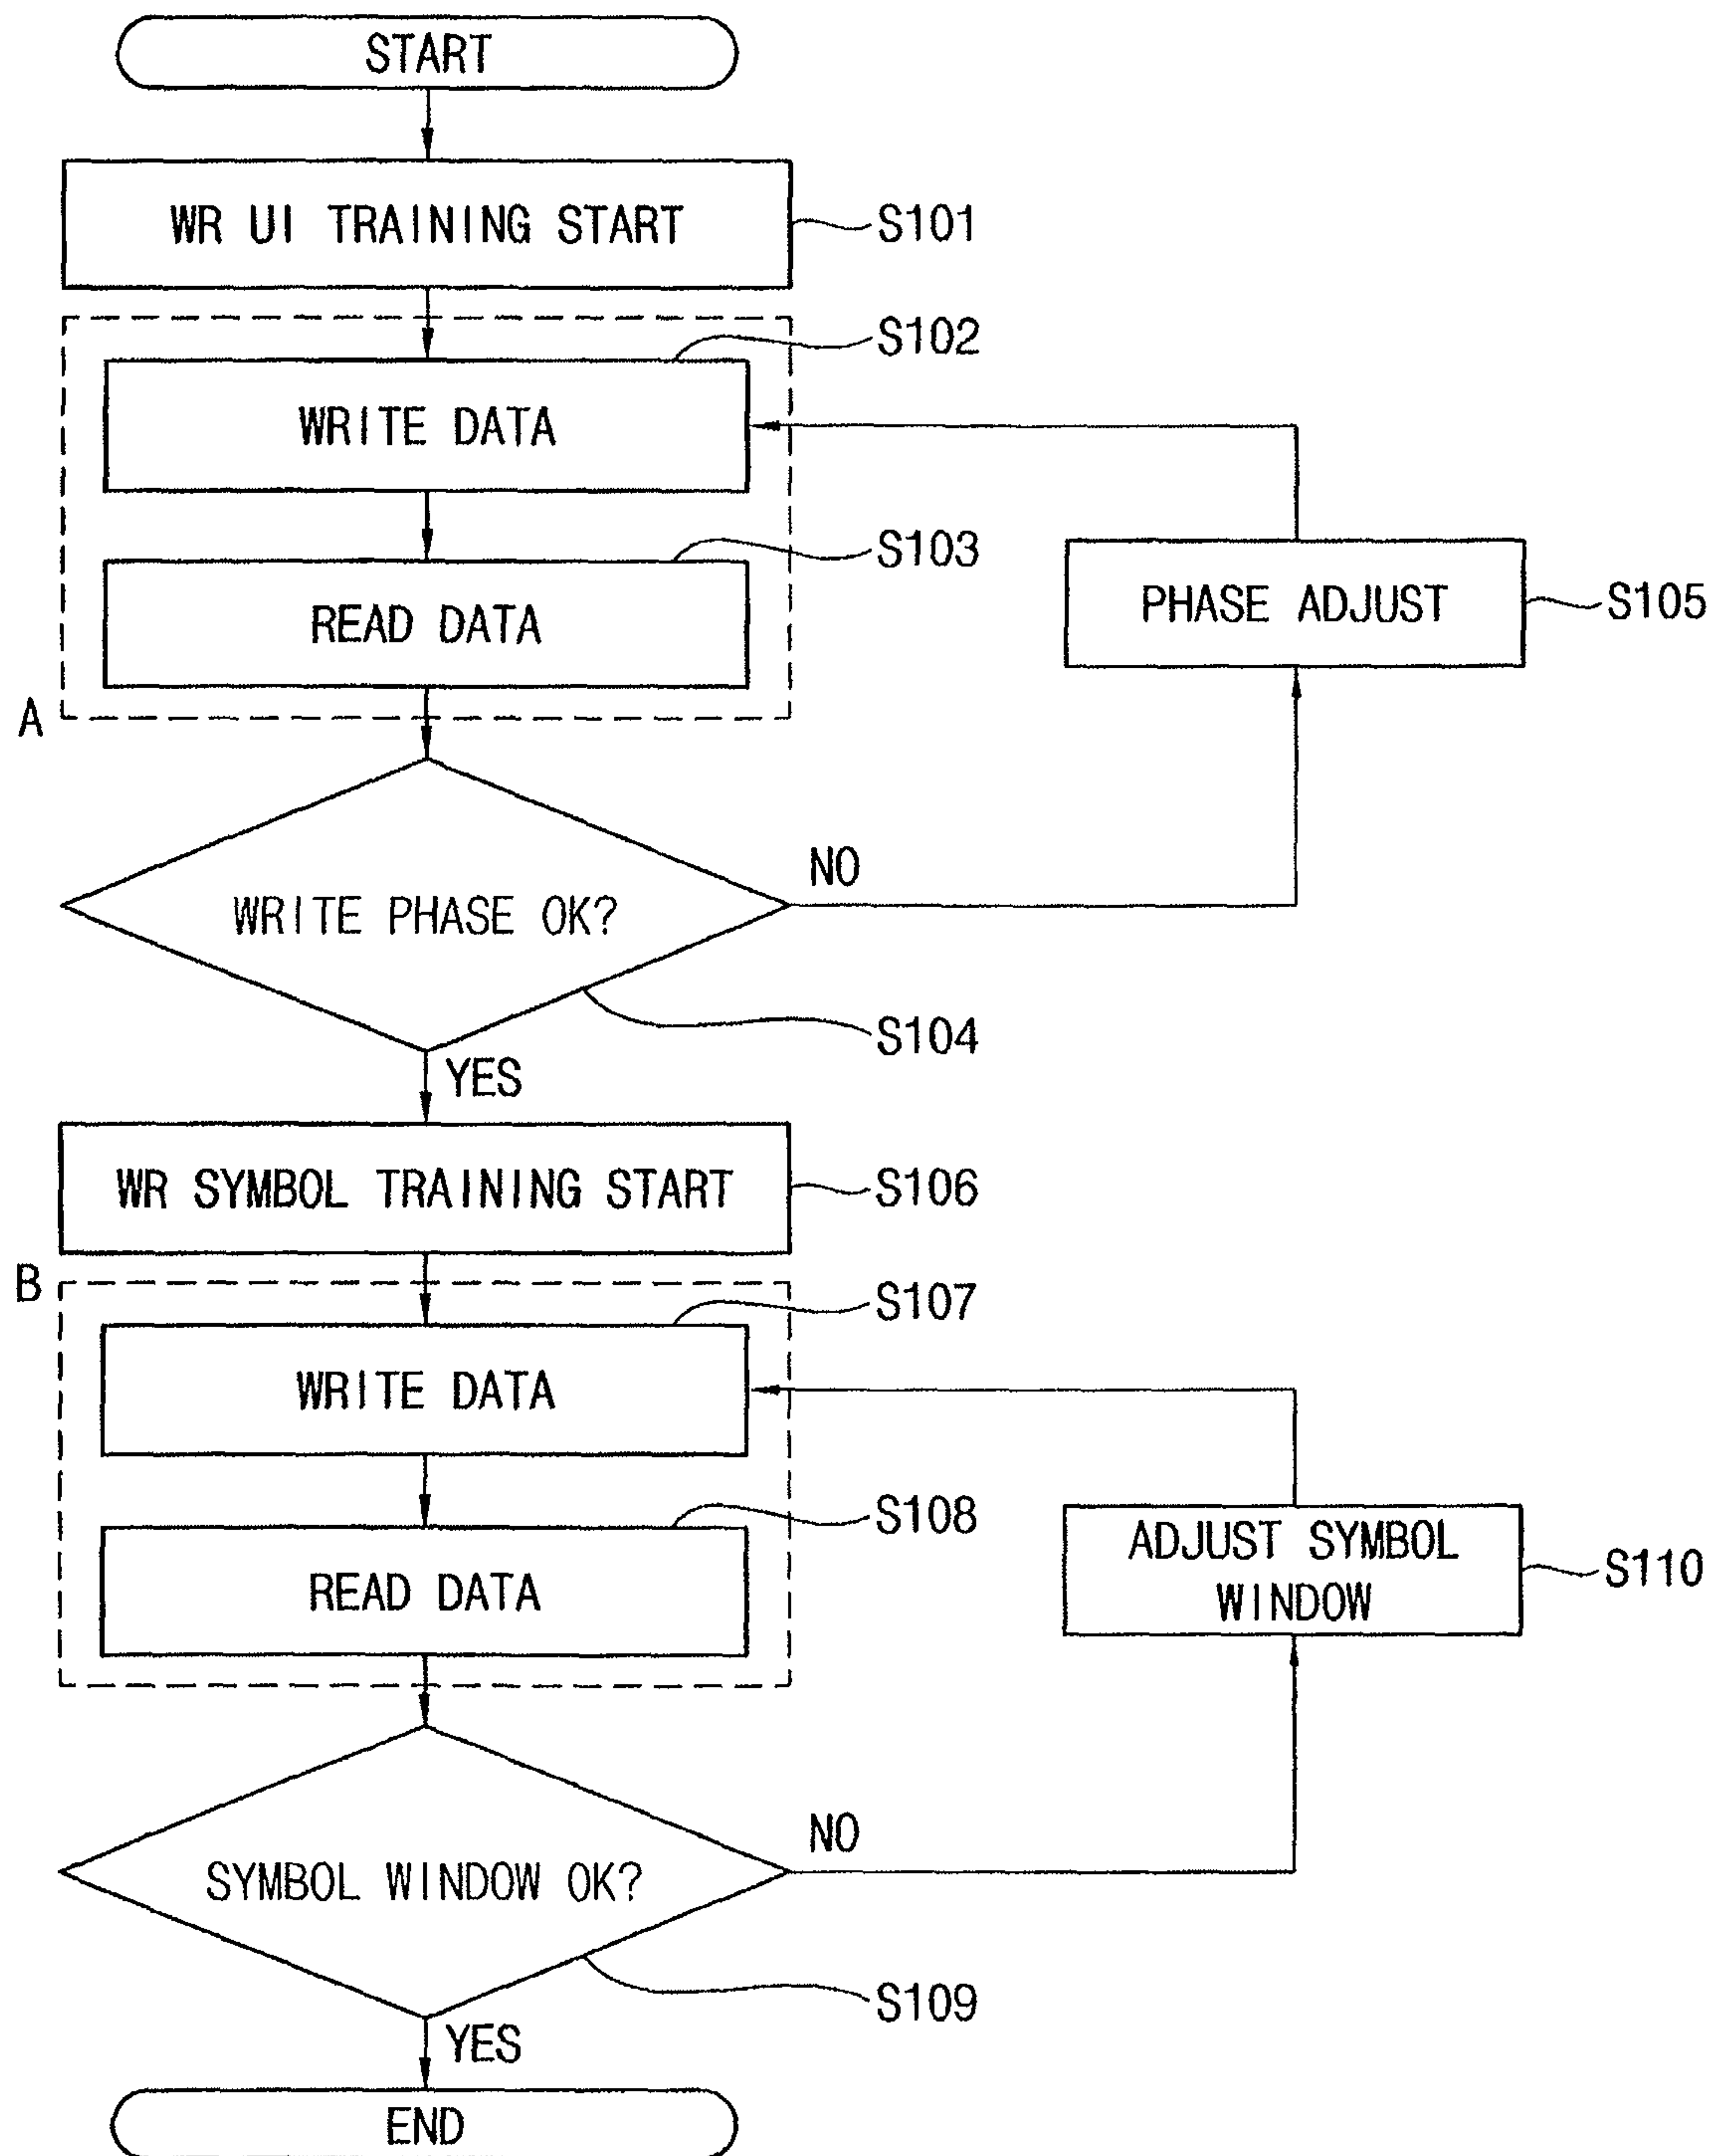 START
WR UI TRAINING START
S101
S102
WRITE DATA
S103
READ DATA
PHASE ADJUST
S105
A
NO
WRITE PHASE OK?
S104
YES
WR SYMBOL TRAINING START
S106
B
S107
WRITE DATA
S108
READ DATA
ADJUST SYMBOL
WINDOW
S110
NO
SYMBOL WINDOW OK?
S109
YES
END